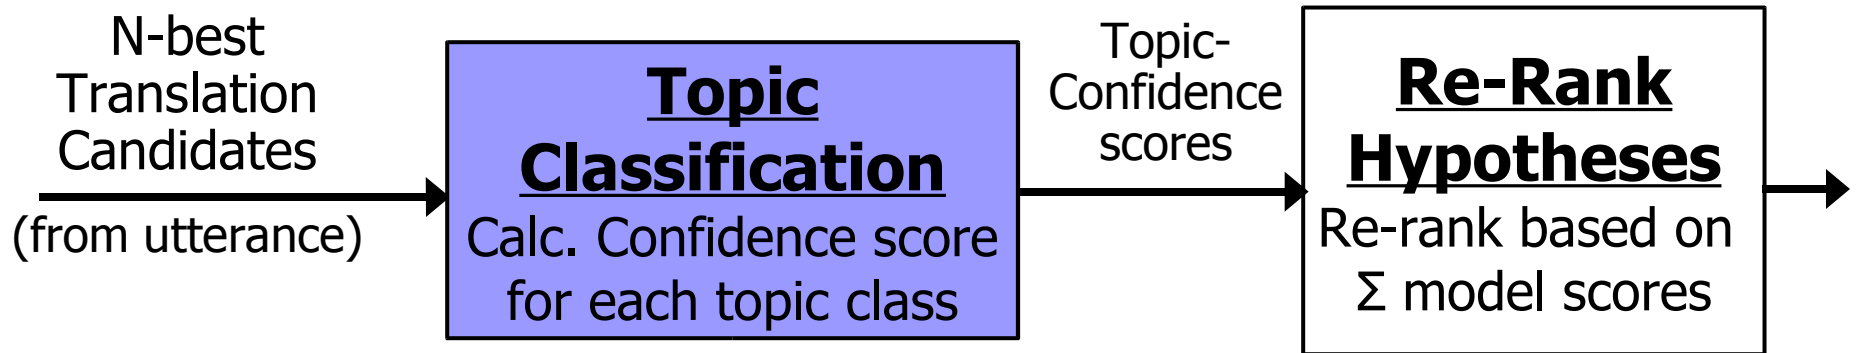 N-best
Translation
Candidates
(from utterance)
Topic
Classification
Calc. Confidence score
for each topic class
Topic-
Confidence
scores
Re-Rank
Hypotheses
Re-rank based on
Σ model scores